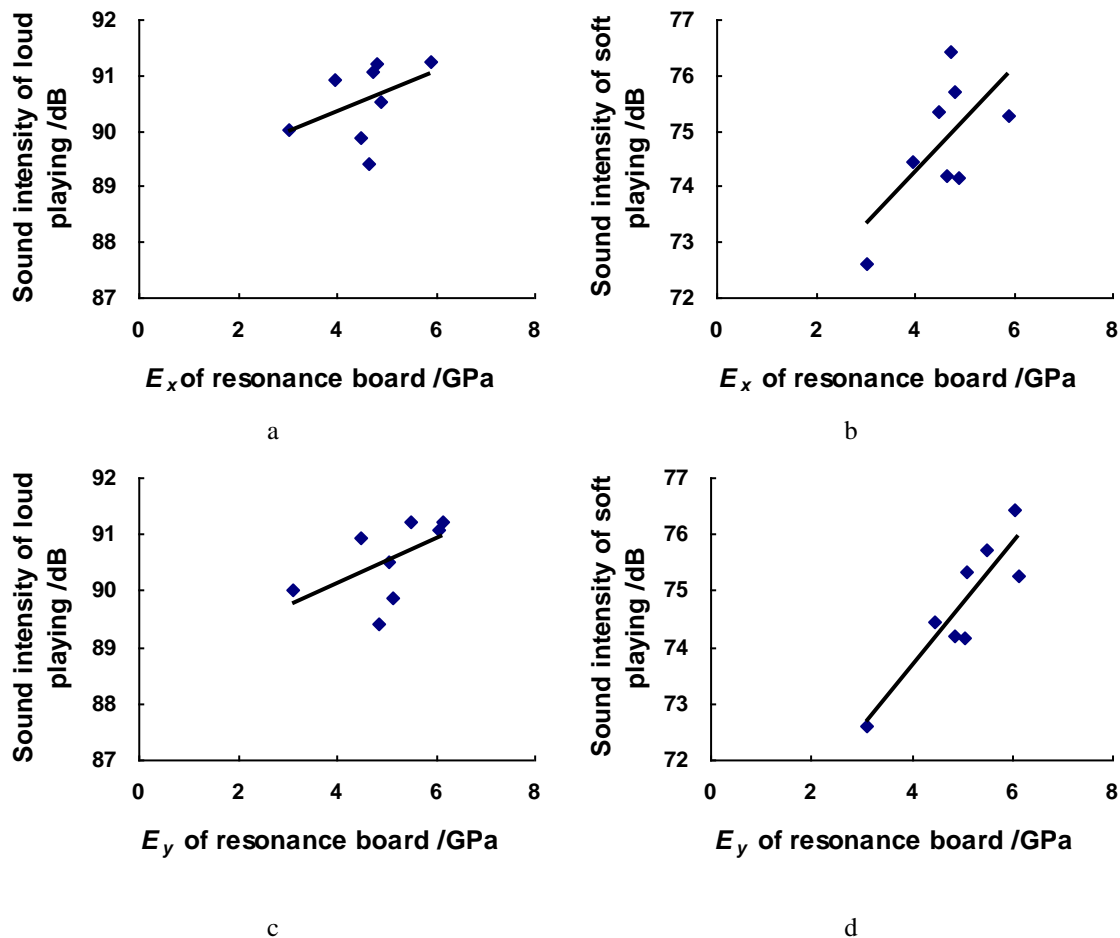 Sound intensity of loud
playing /dB
92
91
90
89
88
87
0 2 4 6 8
E x of resonance board /GPa
a
Sound intensity of soft
playing /dB
77
76
75
74
73
72
0 2 4 6 8
E x of resonance board /GPa
b
Sound intensity of loud
playing /dB
92
91
90
89
88
87
0 2 4 6 8
E y of resonance board /GPa
c
Sound intensity of soft
playing /dB
77
76
75
74
73
72
0 2 4 6 8
E y of resonance board /GPa
d